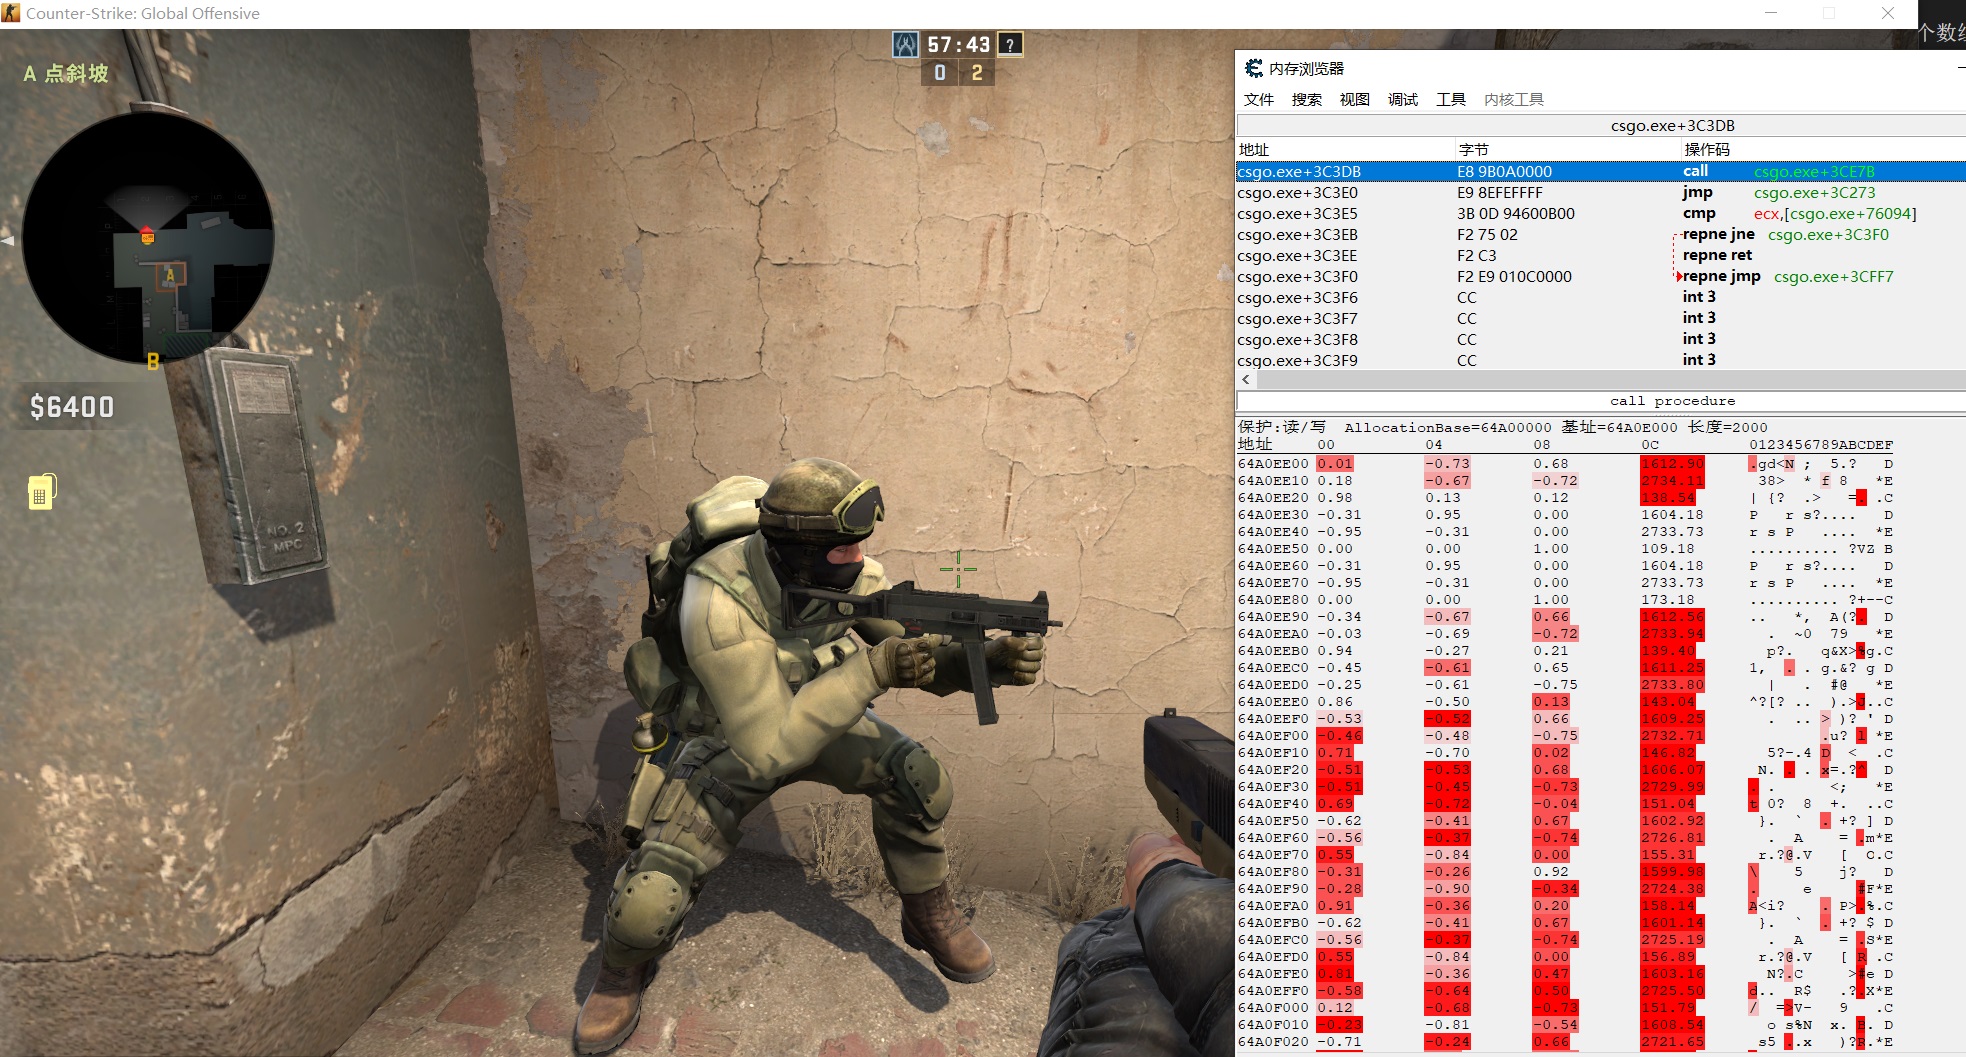 Counter-Strike: Global Offensive
个数
A 点斜坡
57:43
?
0 2
A
B
$6400
NO. 2
MPC
内存浏览器
文件 搜索 视图 调试 工具 内核工具
csgo.exe+3C3DB
地址 字节 操作码
csgo.exe+3C3DB E8 9B0A0000 call csgo.exe+3CE7B
csgo.exe+3C3E0 E9 8EFEFFFF jmp csgo.exe+3C273
csgo.exe+3C3E5 3B 0D 94600B00 cmp ecx,[csgo.exe+76094]
csgo.exe+3C3EB F2 75 02 repne jne csgo.exe+3C3F0
csgo.exe+3C3EE F2 C3 repne ret
csgo.exe+3C3F0 F2 E9 010C0000 repne jmp csgo.exe+3CFF7
csgo.exe+3C3F6 CC int 3
csgo.exe+3C3F7 CC int 3
csgo.exe+3C3F8 CC int 3
csgo.exe+3C3F9 CC int 3
call procedure
保护:读/写 AllocationBase=64A00000 基址=64A0E000 长度=2000
地址 00 04 08 0C 0123456789ABCDEF
64A0EE00 0.01 -0.73 0.68 1612.90
64A0EE10 0.18 -0.67 -0.72 2734.11
64A0EE20 0.98 0.13 0.12 138.54
64A0EE30 -0.31 0.95 0.00 1604.18
64A0EE40 -0.95 -0.31 0.00 2733.73
64A0EE50 0.00 0.00 1.00 109.18
64A0EE60 -0.31 0.95 0.00 1604.18
64A0EE70 -0.95 -0.31 0.00 2733.73
64A0EE80 0.00 0.00 1.00 173.18
64A0EE90 -0.34 -0.67 0.66 1612.56
64A0EEA0 -0.03 -0.69 -0.72 2733.94
64A0EEB0 0.94 -0.27 0.21 139.40
64A0EEC0 -0.45 -0.61 0.65 1611.25
64A0EED0 -0.25 -0.61 -0.75 2733.80
64A0EEE0 0.86 -0.50 0.13 143.04
64A0EEF0 -0.53 -0.52 0.66 1609.25
64A0EF00 -0.46 -0.48 -0.75 2732.71
64A0EF10 0.71 -0.70 0.02 146.82
64A0EF20 -0.51 -0.53 0.68 1606.07
64A0EF30 -0.51 -0.45 -0.73 2729.99
64A0EF40 0.69 -0.72 -0.04 151.04
64A0EF50 -0.62 -0.41 0.67 1602.92
64A0EF60 -0.56 -0.37 -0.74 2726.81
64A0EF70 0.55 -0.84 0.00 155.31
64A0EF80 -0.31 -0.26 0.92 1599.98
64A0EF90 -0.28 -0.90 -0.34 2724.38
64A0EFA0 0.91 -0.36 0.20 158.14
64A0EFB0 -0.62 -0.41 0.67 1601.14
64A0EFC0 -0.56 -0.37 -0.74 2725.19
64A0EFD0 0.55 -0.84 0.00 156.89
64A0EFE0 0.81 -0.36 0.47 1603.16
64A0EFF0 -0.58 -0.64 0.50 2725.50
64A0F000 0.12 -0.68 -0.73 151.79
64A0F010 -0.23 -0.81 -0.54 1608.54
64A0F020 -0.71 -0.24 0.66 2721.65